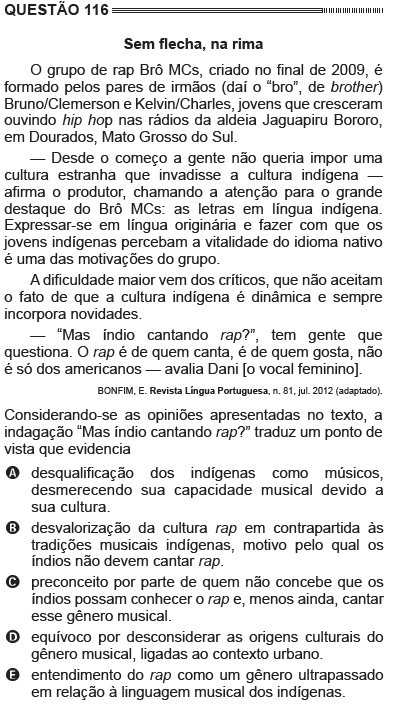 QUESTÃO 116
Sem flecha, na rima
O grupo de rap Brô MCs, criado no final de 2009, é
formado pelos pares de irmãos (daí o “bro”, de brother)
Bruno/Clemerson e Kelvin/Charles, jovens que cresceram
ouvindo hip hop nas rádios da aldeia Jaguapiru Bororo,
em Dourados, Mato Grosso do Sul.
— Desde o começo a gente não queria impor uma
cultura estranha que invadisse a cultura indígena —
afirma o produtor, chamando a atenção para o grande
destaque do Brô MCs: as letras em língua indígena.
Expressar-se em língua originária e fazer com que os
jovens indígenas percebam a vitalidade do idioma nativo
é uma das motivações do grupo.
A dificuldade maior vem dos críticos, que não aceitam
o fato de que a cultura indígena é dinâmica e sempre
incorpora novidades.
— “Mas índio cantando rap?”, tem gente que
questiona. O rap é de quem canta, é de quem gosta, não
é só dos americanos — avalia Dani [o vocal feminino].
BONFIM, E. Revista Língua Portuguesa, n. 81, jul. 2012 (adaptado).
Considerando-se as opiniões apresentadas no texto, a
indagação “Mas índio cantando rap?” traduz um ponto de
vista que evidencia
A desqualificação dos indígenas como músicos,
desmerecendo sua capacidade musical devido a
sua cultura.
B desvalorização da cultura rap em contrapartida às
tradições musicais indígenas, motivo pelo qual os
índios não devem cantar rap.
C preconceito por parte de quem não concebe que os
índios possam conhecer o rap e, menos ainda, cantar
esse gênero musical.
D equívoco por desconsiderar as origens culturais do
gênero musical, ligadas ao contexto urbano.
E entendimento do rap como um gênero ultrapassado
em relação à linguagem musical dos indígenas.